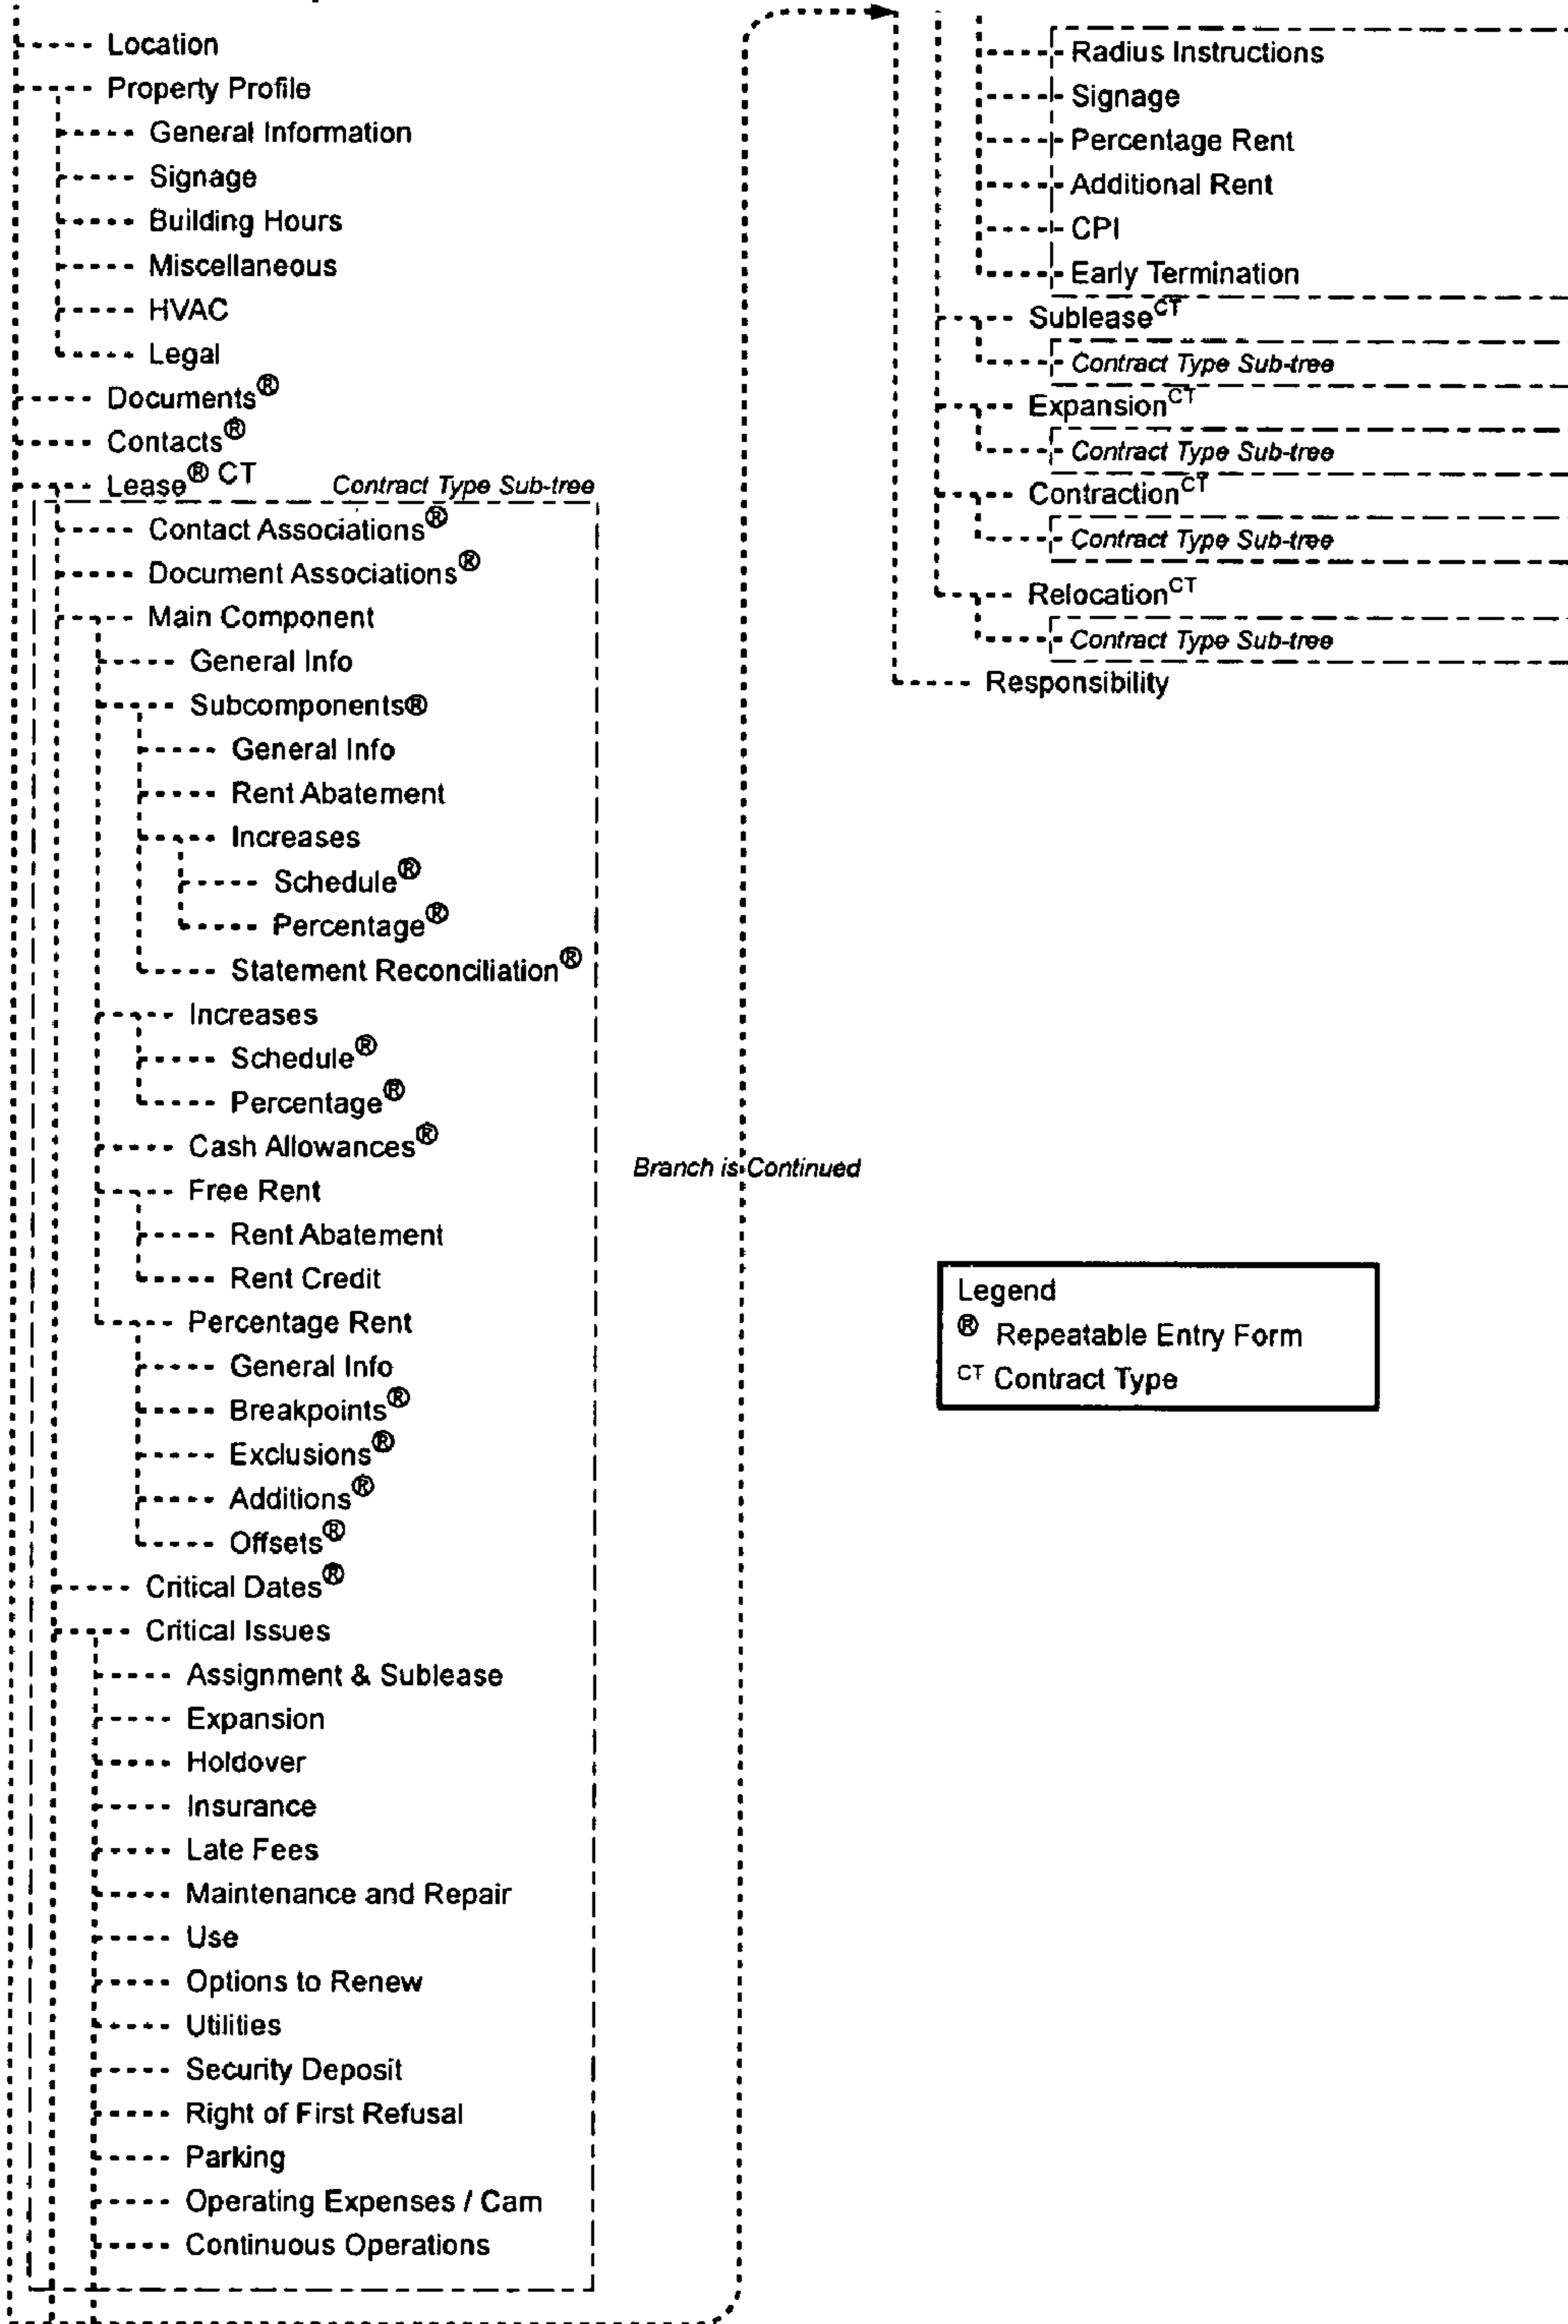 Location
Property Profile
General Information
Signage
Building Hours
Miscellaneous
HVAC
Legal
Documents®
Contacts®
Lease® CT Contract Type Sub-tree
Contact Associations®
Document Associations®
Main Component
General Info
Subcomponents®
General Info
Rent Abatement
Increases
Schedule®
Percentage®
Statement Reconciliation®
Increases
Schedule®
Percentage®
Cash Allowances®
Free Rent
Rent Abatement
Rent Credit
Percentage Rent
General Info
Breakpoints®
Exclusions®
Additions®
Offsets®
Critical Dates®
Critical Issues
Assignment & Sublease
Expansion
Holdover
Insurance
Late Fees
Maintenance and Repair
Use
Options to Renew
Utilities
Security Deposit
Right of First Refusal
Parking
Operating Expenses / Cam
Continuous Operations
Branch is Continued
Radius Instructions
Signage
Percentage Rent
Additional Rent
CPI
Early Termination
Sublease CT
Contract Type Sub-tree
Expansion CT
Contract Type Sub-tree
Contraction CT
Contract Type Sub-tree
Relocation CT
Contract Type Sub-tree
Responsibility
Legend
® Repeatable Entry Form
CT Contract Type